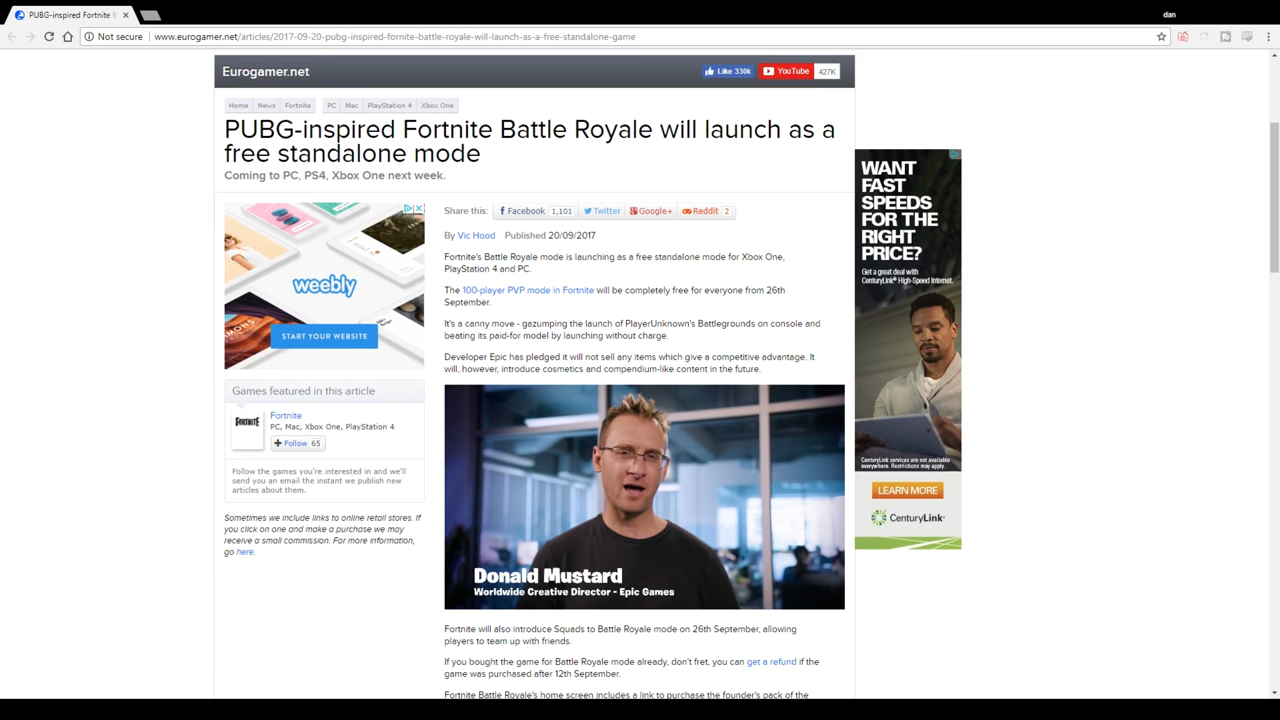 PUBG-inspired Fortnite
dan
Not secure
www.eurogamer.net/articles/2017-09-20-pubg-inspired-fornite-battle-royale-will-launch-as-a-free-standalone-game
Eurogamer.net
Like 330k
YouTube 427K
Home News Fortnite PC Mac PlayStation 4 Xbox One
PUBG-inspired Fortnite Battle Royale will launch as a
free standalone mode
Coming to PC, PS4, Xbox One next week.
weebly
START YOUR WEBSITE
Games featured in this article
FORTNITE
Fortnite
PC, Mac, Xbox One, PlayStation 4
Follow 65
Follow the games you're interested in and we'll
send you an email the instant we publish new
articles about them.
Sometimes we include links to online retail stores. If
you click on one and make a purchase we may
receive a small commission. For more information,
go here.
Share this: Facebook 1,101 Twitter Google+ Reddit 2
By Vic Hood Published 20/09/2017
Fortnite's Battle Royale mode is launching as a free standalone mode for Xbox One,
PlayStation 4 and PC.
The 100-player PVP mode in Fortnite will be completely free for everyone from 26th
September.
It's a canny move - gazumping the launch of PlayerUnknown's Battlegrounds on console and
beating its paid-for model by launching without charge.
Developer Epic has pledged it will not sell any items which give a competitive advantage. It
will, however, introduce cosmetics and compendium-like content in the future.
Donald Mustard
Worldwide Creative Director - Epic Games
Fortnite will also introduce Squads to Battle Royale mode on 26th September, allowing
players to team up with friends.
If you bought the game for Battle Royale mode already, don't fret, you can get a refund if the
game was purchased after 12th September.
Fortnite Battle Royale's home screen includes a link to purchase the founder's pack of the
WANT
FAST
SPEEDS
FOR THE
RIGHT
PRICE?
Get a great deal with
CenturyLink® High-Speed Internet.
CenturyLink services are not available
everywhere. Restrictions may apply.
LEARN MORE
CenturyLink